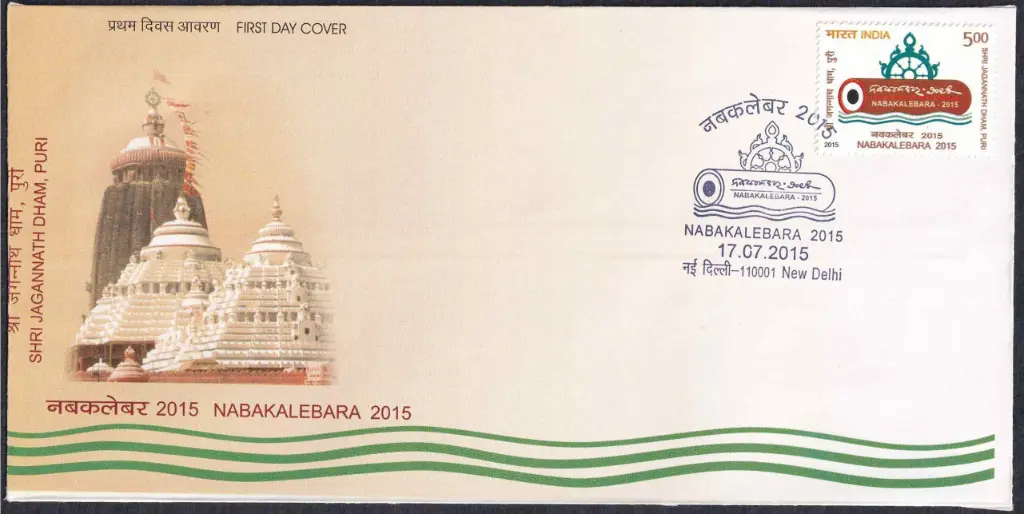 प्रथम दिवस आवरण FIRST DAY COVER
श्री जगन्नाथ धाम, पुरी
SHRI JAGANNATH DHAM, PURI
नबकलेबर 2015 NABAKALEBARA 2015
भारत INDIA
5.00
श्री जगन्नाथ धाम, पुरी
SHRI JAGANNATH DHAM, PURI
NABAKALEBARA - 2015
2015
नबकलेबर 2015
NABAKALEBARA 2015
नबकलेबर 2015
NABAKALEBARA - 2015
NABAKALEBARA 2015
17.07.2015
नई दिल्ली-110001 New Delhi